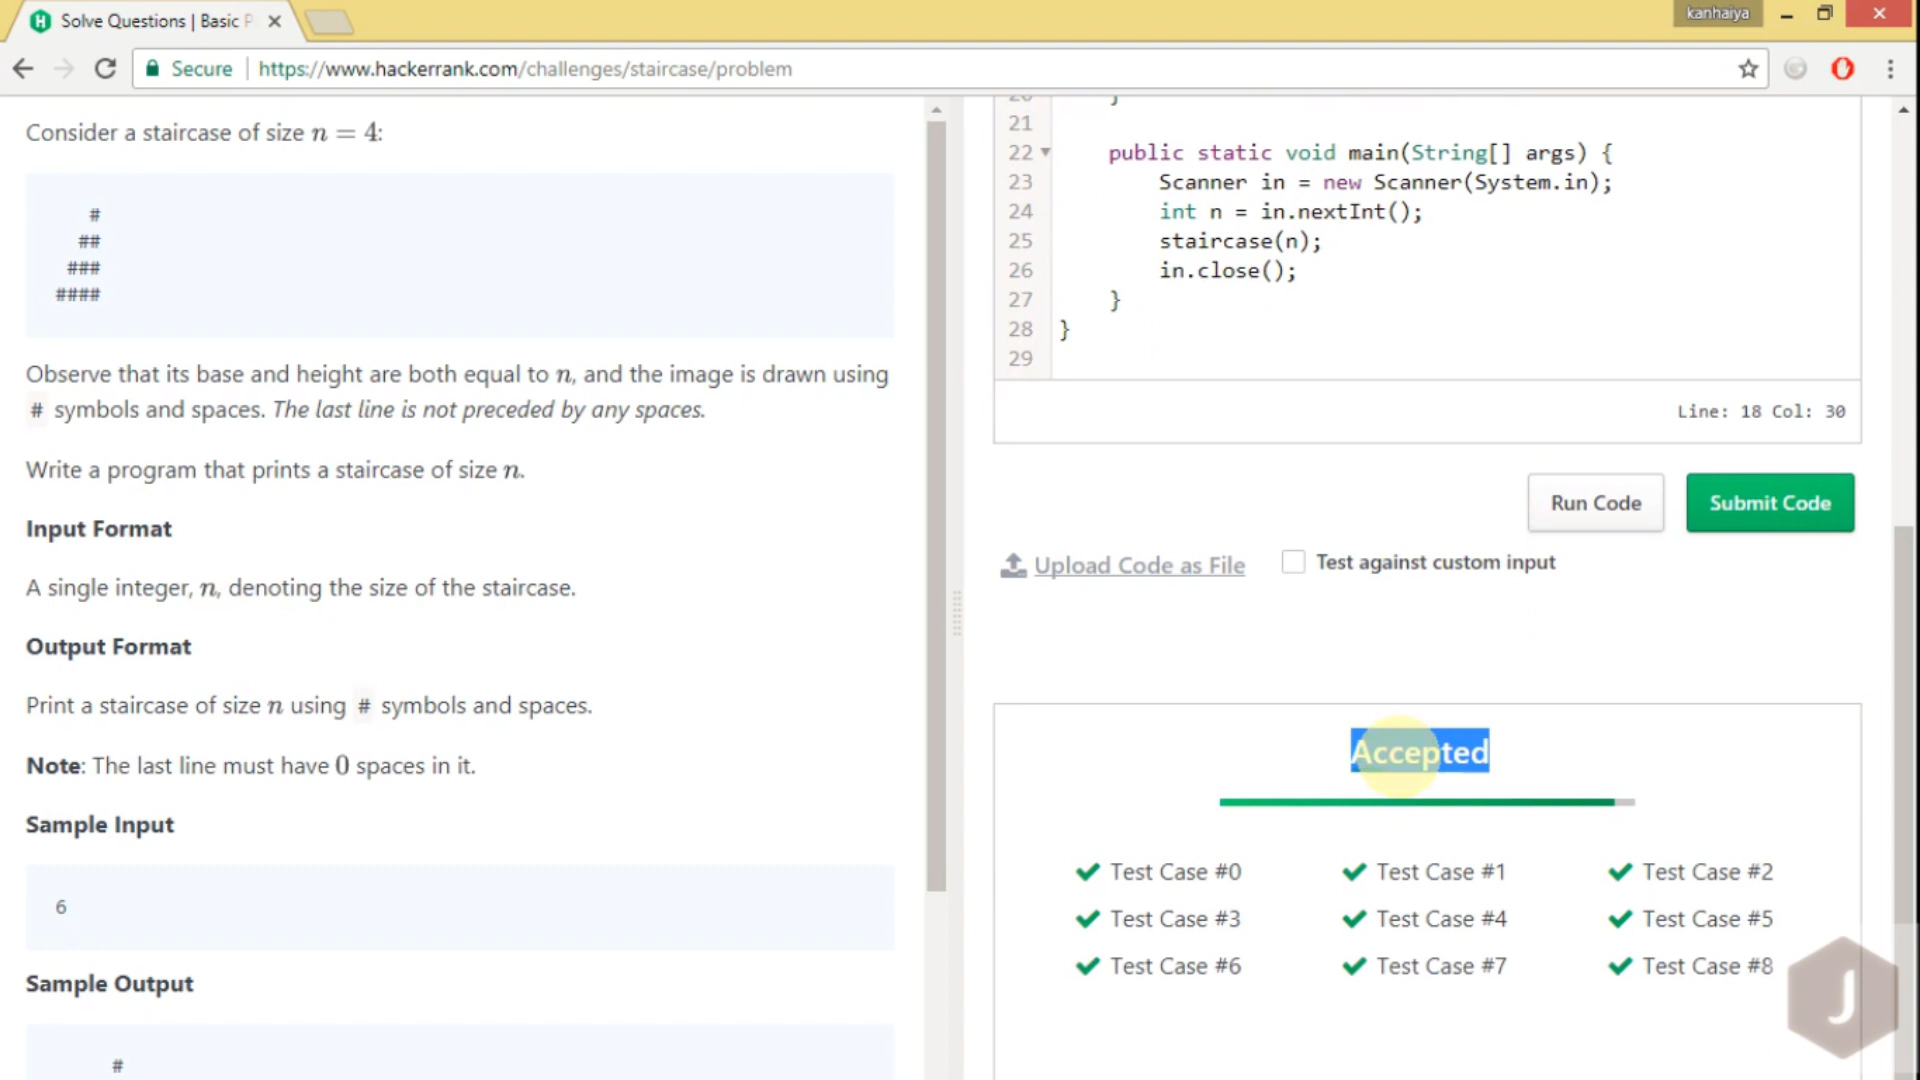 Solve Questions | Basic P
kanhaiya
Secure https://www.hackerrank.com/challenges/staircase/problem
Consider a staircase of size n = 4:
#
##
###
####
Observe that its base and height are both equal to n, and the image is drawn using
# symbols and spaces. The last line is not preceded by any spaces.
Write a program that prints a staircase of size n.
Input Format
A single integer, n, denoting the size of the staircase.
Output Format
Print a staircase of size n using # symbols and spaces.
Note: The last line must have 0 spaces in it.
Sample Input
6
Sample Output
#
20 }
21
22 public static void main(String[] args) {
23 Scanner in = new Scanner(System.in);
24 int n = in.nextInt();
25 staircase(n);
26 in.close();
27 }
28 }
29
Line: 18 Col: 30
Run Code Submit Code
Upload Code as File Test against custom input
Accepted
Test Case #0 Test Case #1 Test Case #2
Test Case #3 Test Case #4 Test Case #5
Test Case #6 Test Case #7 Test Case #8
J